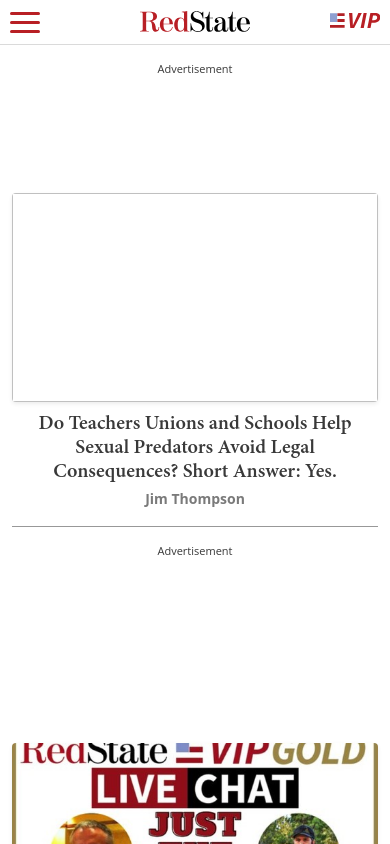 RedState
VIP
Advertisement
Do Teachers Unions and Schools Help
Sexual Predators Avoid Legal
Consequences? Short Answer: Yes.
Jim Thompson
Advertisement
RedState VIP GOLD
LIVE CHAT
JUST
THE